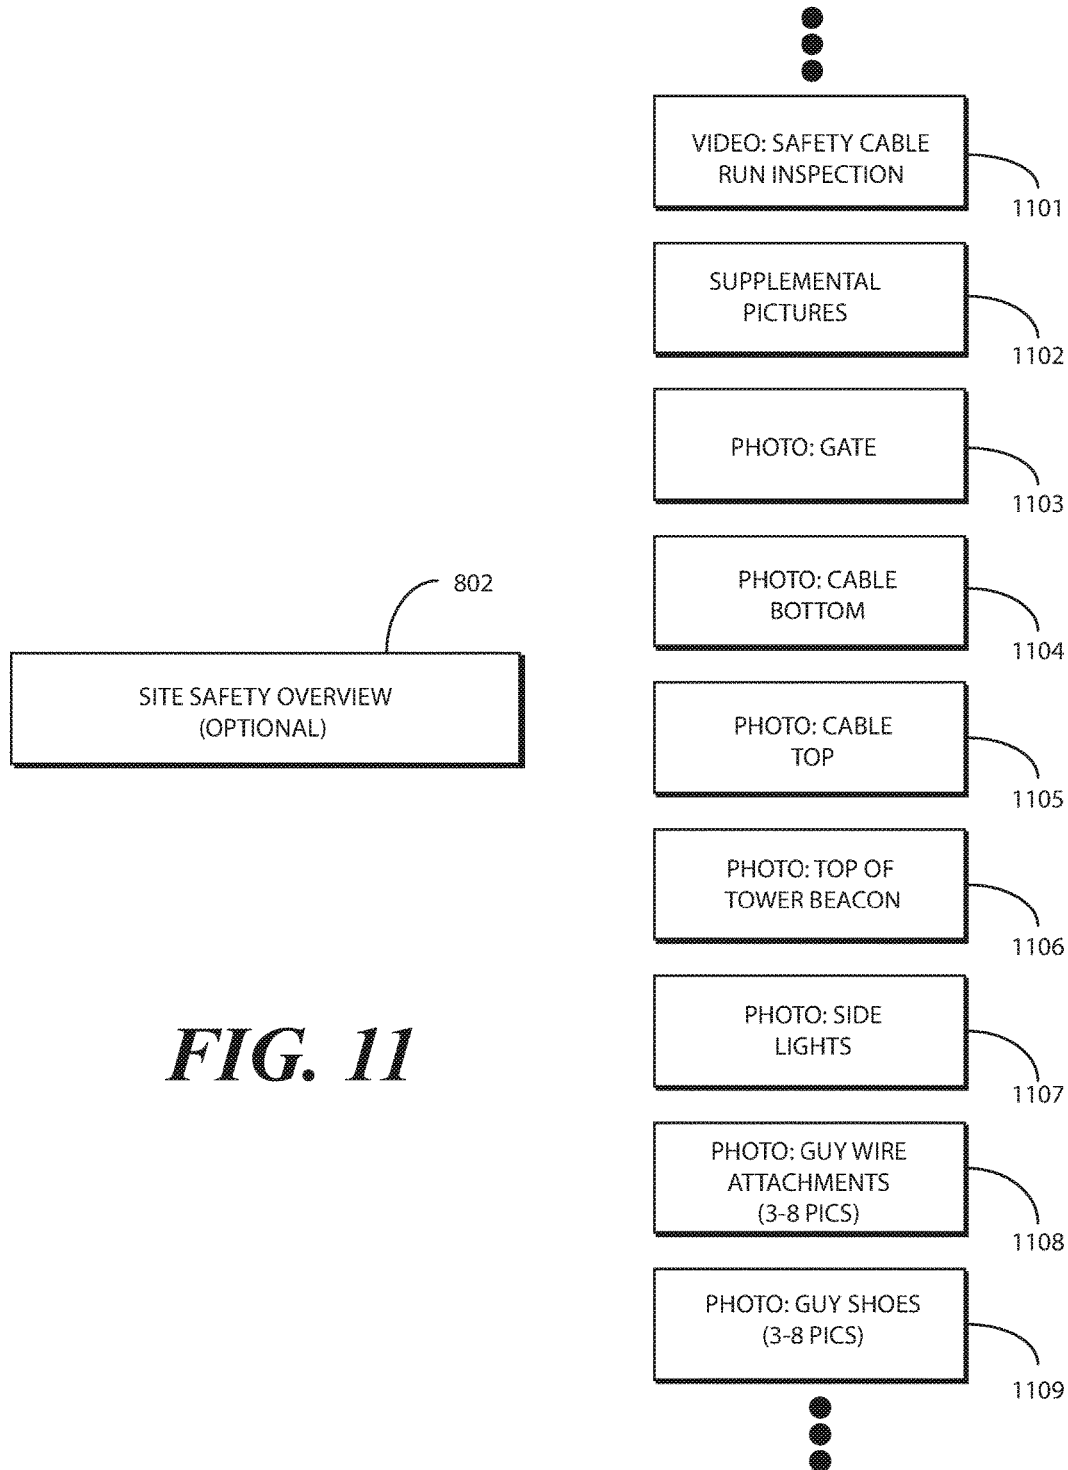 VIDEO: SAFETY CABLE
RUN INSPECTION
1101
SUPPLEMENTAL
PICTURES
1102
PHOTO: GATE
1103
PHOTO: CABLE
BOTTOM
1104
802
SITE SAFETY OVERVIEW
(OPTIONAL)
PHOTO: CABLE
TOP
1105
PHOTO: TOP OF
TOWER BEACON
1106
FIG. 11
PHOTO: SIDE
LIGHTS
1107
PHOTO: GUY WIRE
ATTACHMENTS
(3-8 PICS)
1108
PHOTO: GUY SHOES
(3-8 PICS)
1109